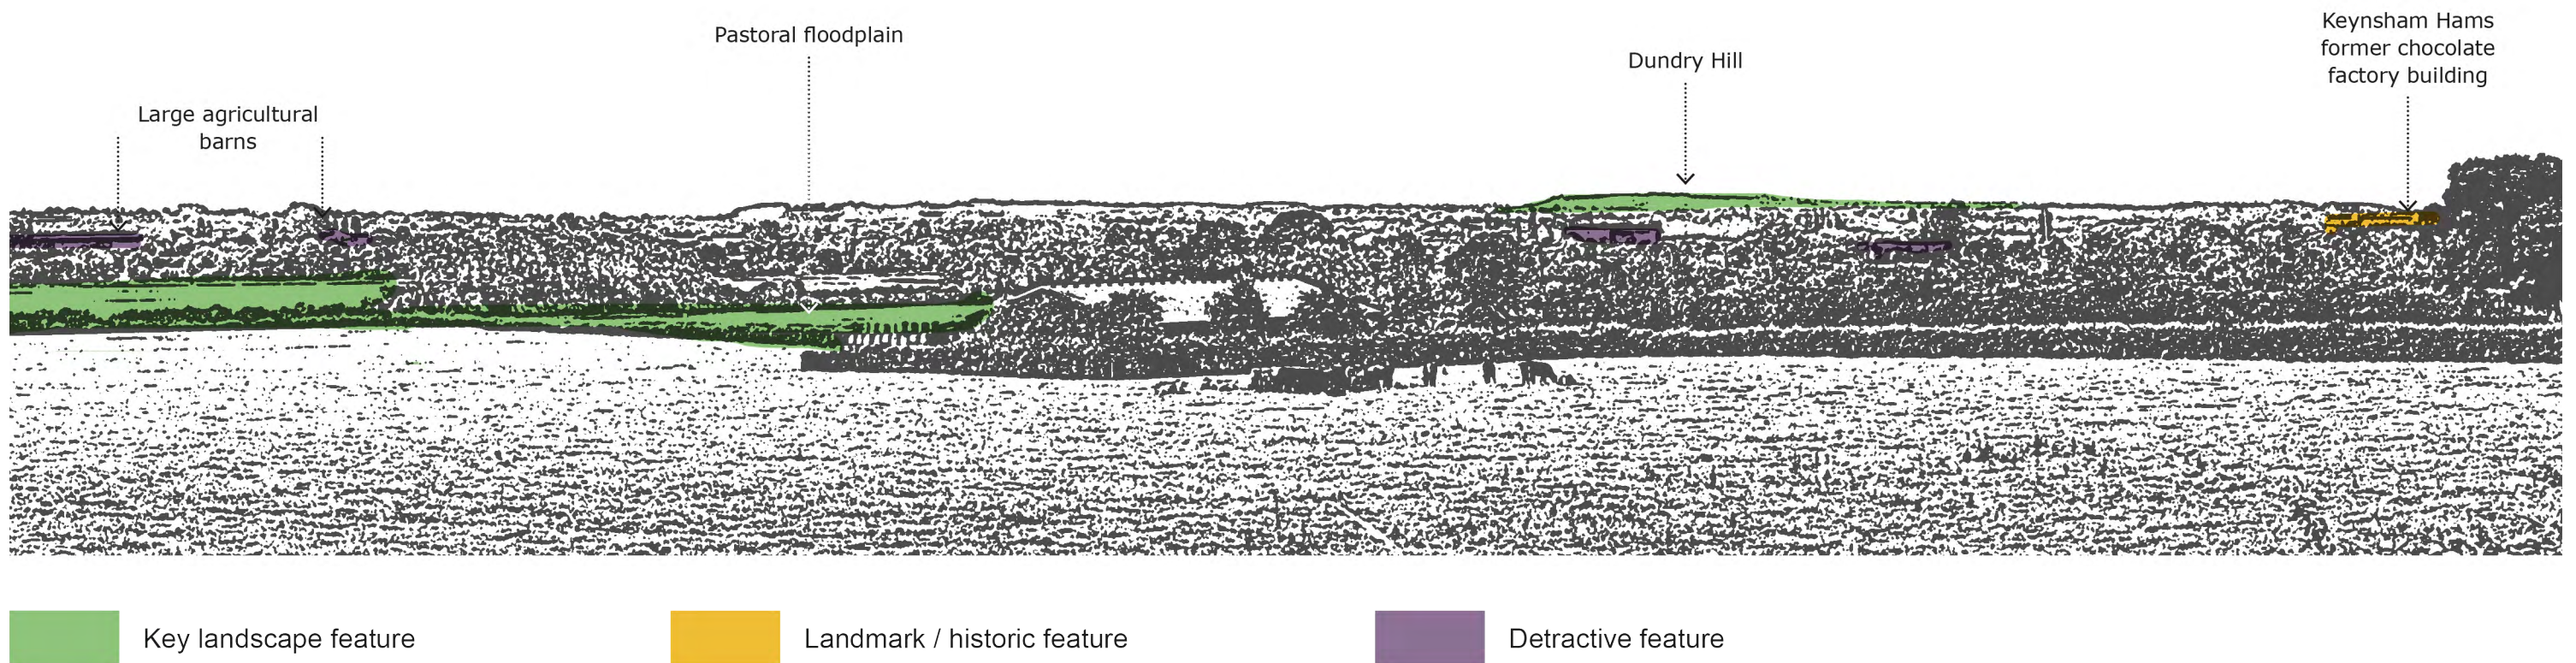 Keynsham Hams
former chocolate
factory building
Pastoral floodplain
Dundry Hill
Large agricultural
barns
Key landscape feature
Landmark / historic feature
Detractive feature